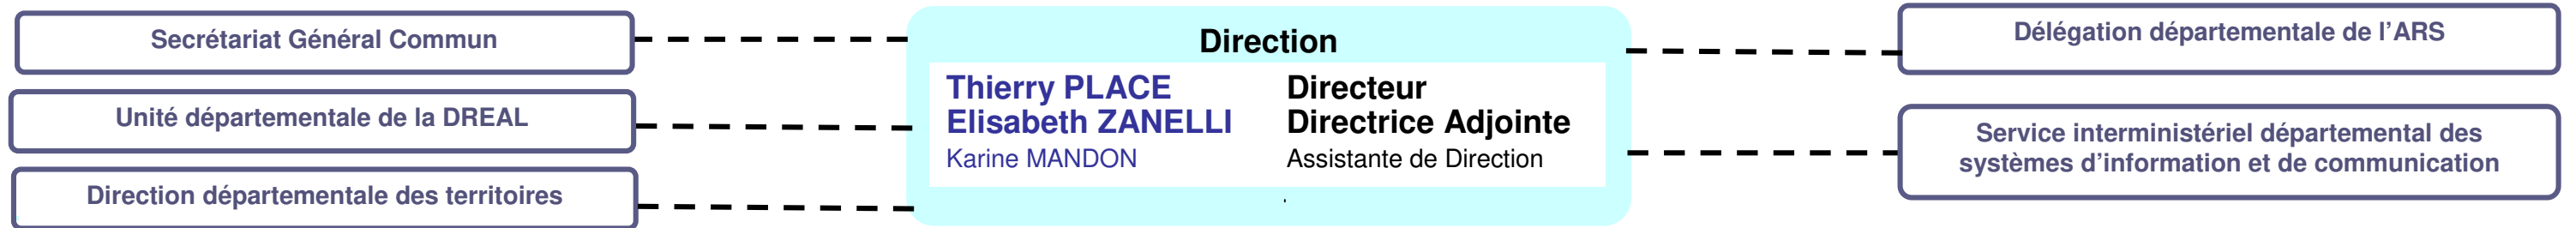 Secrétariat Général Commun
Unité départementale de la DREAL
Direction départementale des territoires
Direction
Thierry PLACE Directeur
Elisabeth ZANELLI Directrice Adjointe
Karine MANDON Assistante de Direction
Délégation départementale de l'ARS
Service interministériel départemental des
systèmes d'information et de communication